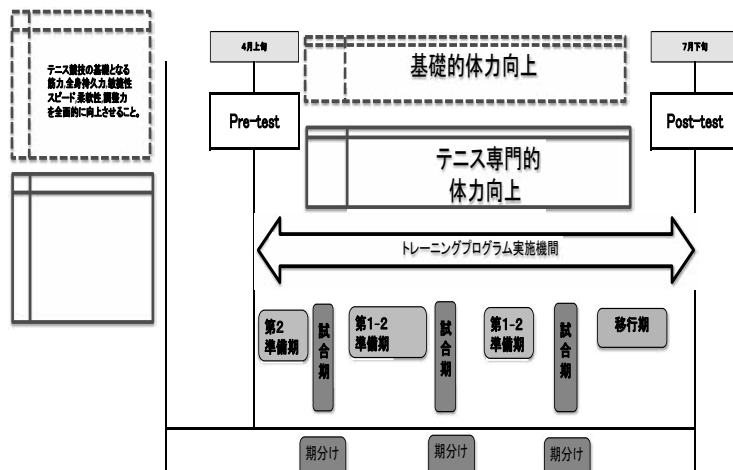 テニス競技の基礎となる
筋力,全身持久力,敏捷性
スピード,柔軟性,調整力
を全面的に向上させること。
4月上旬
Pre-test
基礎的体力向上
テニス専門的
体力向上
7月下旬
Post-test
トレーニングプログラム実施機間
第2
準備期
試合期
第1-2
準備期
試合期
第1-2
準備期
試合期
移行期
期分け
期分け
期分け